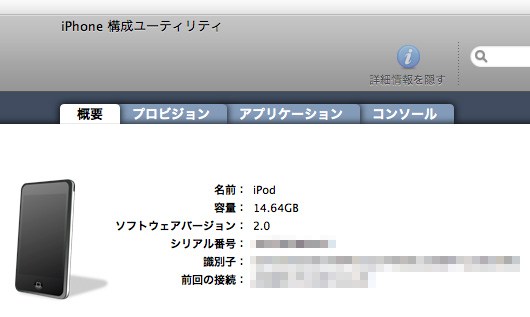 iPhone 構成ユーティリティ
詳細情報を隠す
概要 プロビジョン アプリケーション コンソール
名前： iPod
容量： 14.64GB
ソフトウェアバージョン： 2.0
シリアル番号：
識別子：
前回の接続：